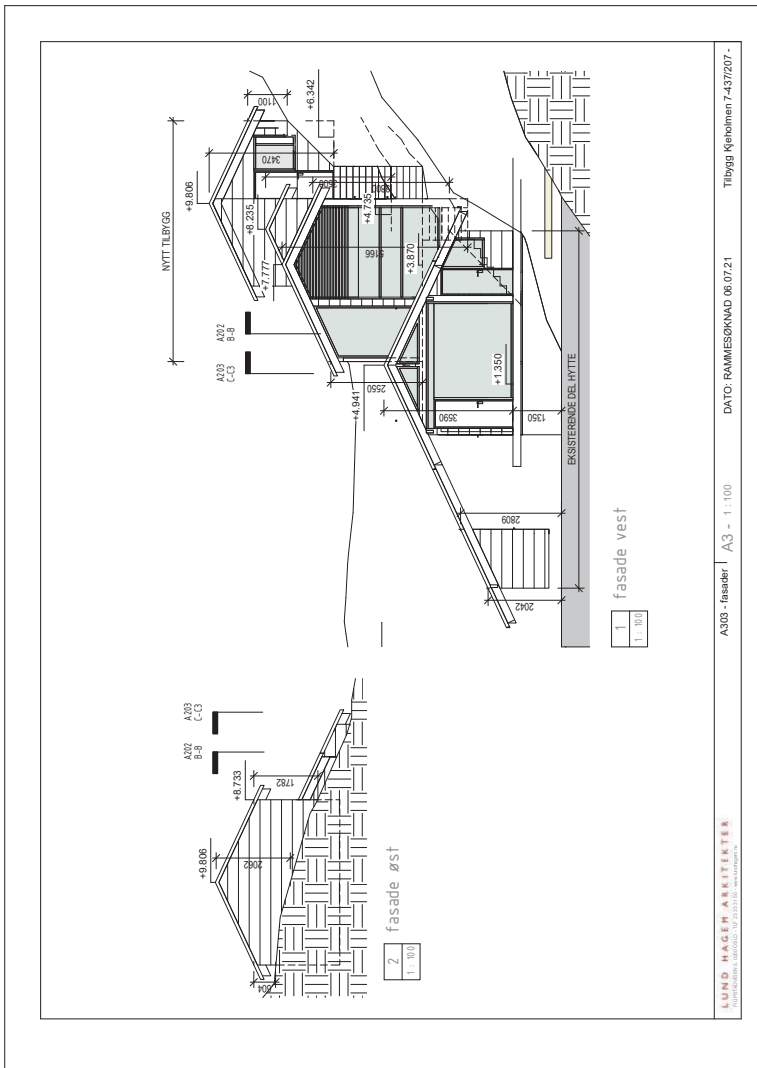 NYTT TILBYGG
A202
B-B
A203
C-C3
+9.806
+8.235
+7.777
+6.342
1100
3470
+4.735
5166
+3.870
2550
+4.941
+1.350
3590
1350
EKSISTERENDE DEL HYTTE
2809
2042
1
1 : 100
fasade vest
A202
B-B
A203
C-C3
+9.806
+8.733
2062
1782
804
2
1 : 100
fasade øst
LUND HAGEM ARKITEKTER
A303 - fasader
A3 - 1 : 100
DATO: RAMMESØKNAD 06.07.21
Tilbygg Kjeholmen 7-437/207 -